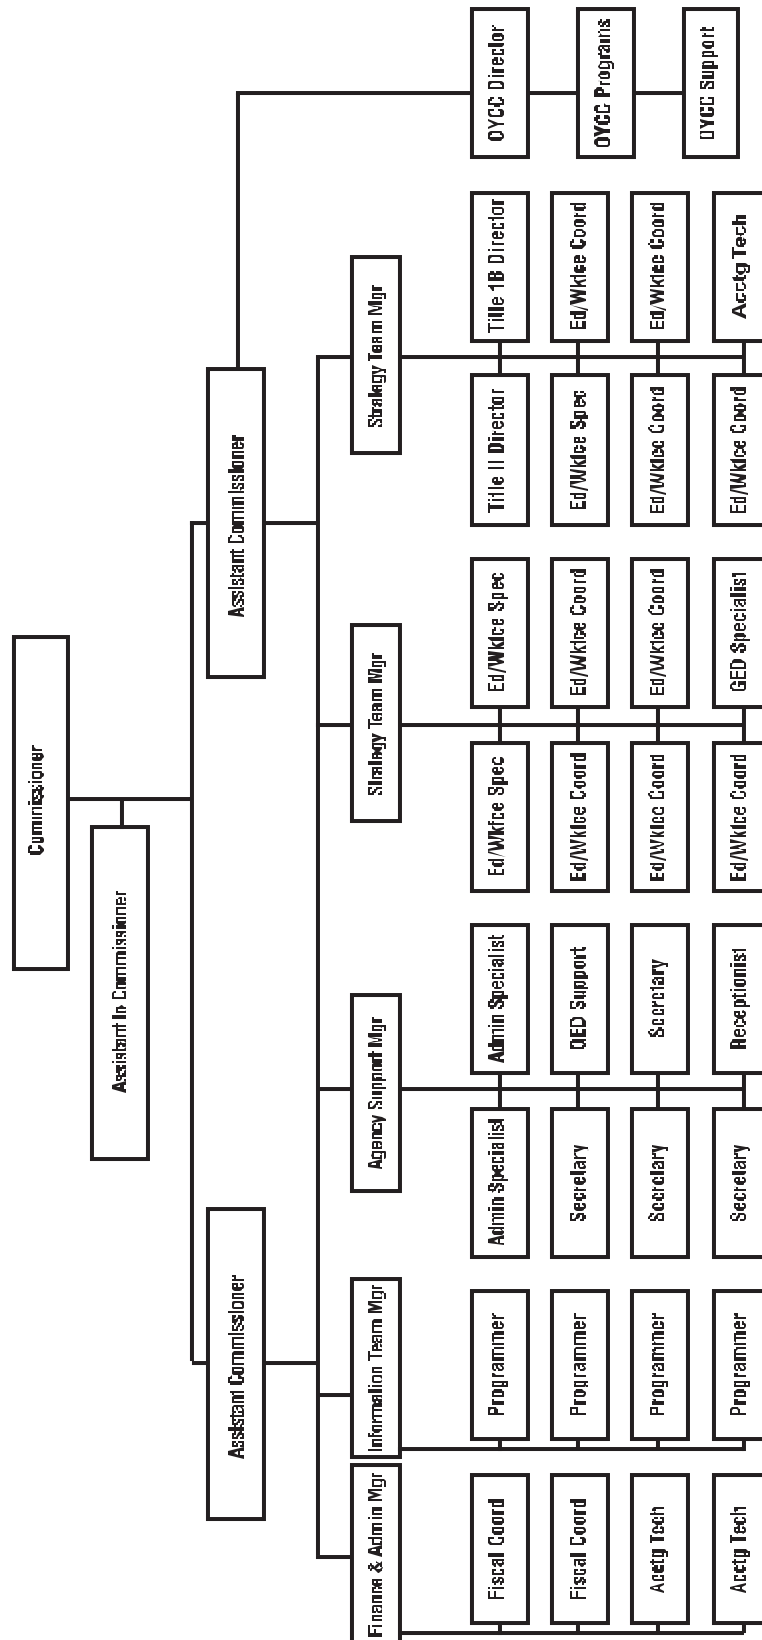 Commissioner
Assistant to Commissioner
Assistant Commissioner
Assistant Commissioner
Finance & Admin Mgr
Information Team Mgr
Agency Support Mgr
Strategy Team Mgr
Strategy Team Mgr
Fiscal Coord
Fiscal Coord
Acctg Tech
Acctg Tech
Programmer
Programmer
Programmer
Programmer
Admin Specialist
Admin Specialist
Secretary
GED Support
Secretary
Secretary
Secretary
Receptionist
Ed/Wkfce Spec
Ed/Wkfce Spec
Ed/Wkfce Coord
Ed/Wkfce Coord
Ed/Wkfce Coord
Ed/Wkfce Coord
Ed/Wkfce Coord
GED Specialist
Title II Director
Title 1B Director
Ed/Wkfce Spec
Ed/Wkfce Coord
Ed/Wkfce Coord
Ed/Wkfce Coord
Ed/Wkfce Coord
Acctg Tech
OYCC Director
OYCC Programs
OYCC Support